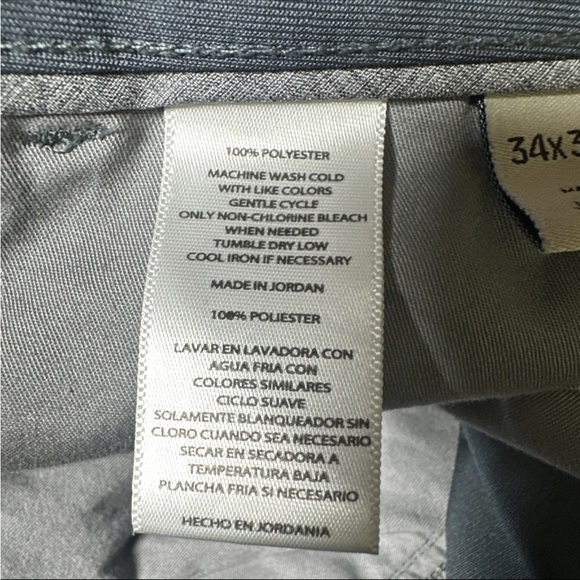 100% POLYESTER
MACHINE WASH COLD
WITH LIKE COLORS
GENTLE CYCLE
ONLY NON-CHLORINE BLEACH
WHEN NEEDED
TUMBLE DRY LOW
COOL IRON IF NECESSARY
MADE IN JORDAN
100% POLIESTER
LAVAR EN LAVADORA CON
AGUA FRIA CON
COLORES SIMILARES
CICLO SUAVE
SOLAMENTE BLANQUEADOR SIN
CLORO CUANDO SEA NECESARIO
SECAR EN SECADORA A
TEMPERATURA BAJA
PLANCHA FRIA SI NECESSARIO
HECHO EN JORDANIA
34X3